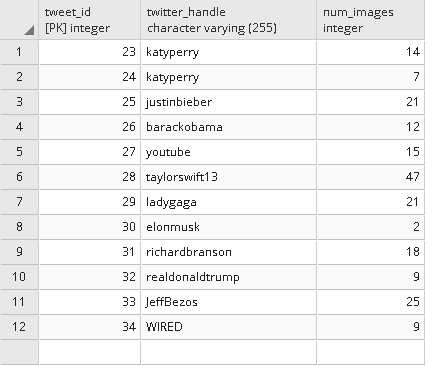 tweet_id twitter_handle num_images
[PK] integer character varying (255) integer
1 23 katyperry 14
2 24 katyperry 7
3 25 justinbieber 21
4 26 barackobama 12
5 27 youtube 15
6 28 taylorswift13 47
7 29 ladygaga 21
8 30 elonmusk 2
9 31 richardbranson 18
10 32 realdonaldtrump 9
11 33 JeffBezos 25
12 34 WIRED 9